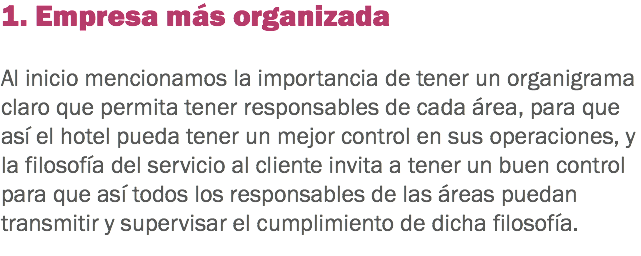 1. Empresa más organizada
Al inicio mencionamos la importancia de tener un organigrama
claro que permita tener responsables de cada área, para que
así el hotel pueda tener un mejor control en sus operaciones, y
la filosofía del servicio al cliente invita a tener un buen control
para que así todos los responsables de las áreas puedan
transmitir y supervisar el cumplimiento de dicha filosofía.